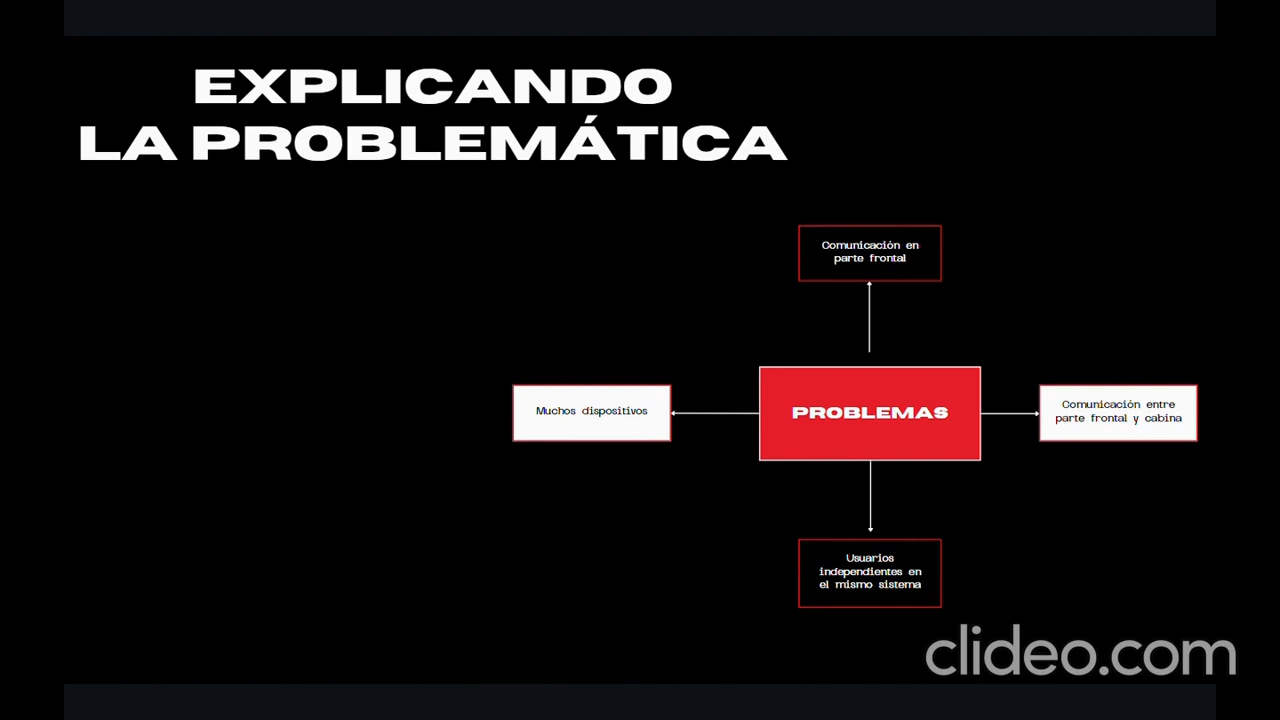 EXPLICANDO
LA PROBLEMÁTICA
Comunicación en
parte frontal
Muchos dispositivos
PROBLEMAS
Comunicación entre
parte frontal y cabina
Usuarios
independientes en
el mismo sistema
clideo.com